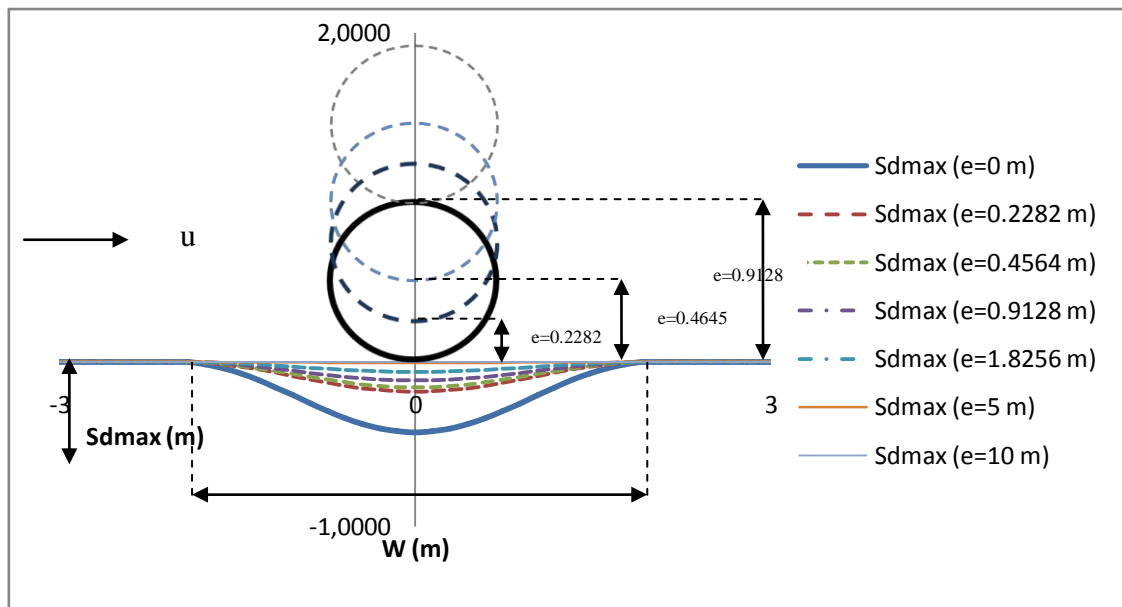 2,0000
u
e=0.9128
e=0.4645
e=0.2282
-3
0
3
Sdmax (m)
-1,0000
W (m)
Sdmax (e=0 m)
Sdmax (e=0.2282 m)
Sdmax (e=0.4564 m)
Sdmax (e=0.9128 m)
Sdmax (e=1.8256 m)
Sdmax (e=5 m)
Sdmax (e=10 m)